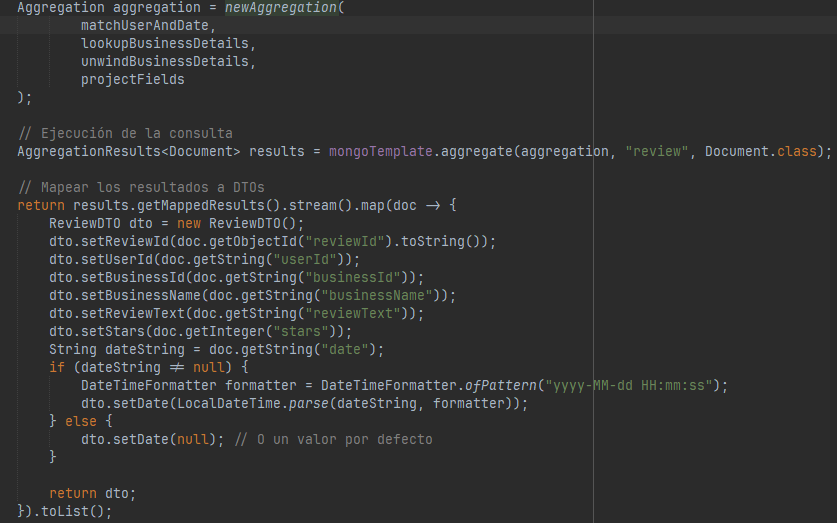 Aggregation aggregation = newAggregation(
        matchUserAndDate,
        lookupBusinessDetails,
        unwindBusinessDetails,
        projectFields
);

// Ejecución de la consulta
AggregationResults<Document> results = mongoTemplate.aggregate(aggregation, "review", Document.class);

// Mapear los resultados a DTOs
return results.getMappedResults().stream().map(doc -> {
    ReviewDTO dto = new ReviewDTO();
    dto.setReviewId(doc.getObjectId("reviewId").toString());
    dto.setUserId(doc.getString("userId"));
    dto.setBusinessId(doc.getString("businessId"));
    dto.setBusinessName(doc.getString("businessName"));
    dto.setReviewText(doc.getString("reviewText"));
    dto.setStars(doc.getInteger("stars"));
    String dateString = doc.getString("date");
    if (dateString != null) {
        DateTimeFormatter formatter = DateTimeFormatter.ofPattern("yyyy-MM-dd HH:mm:ss");
        dto.setDate(LocalDateTime.parse(dateString, formatter));
    } else {
        dto.setDate(null); // O un valor por defecto
    }

    return dto;
}).toList();